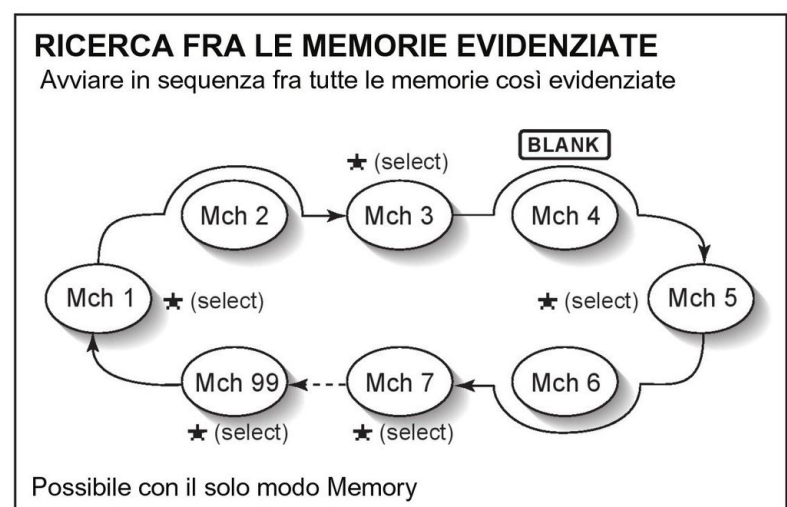 RICERCA FRA LE MEMORIE EVIDENZIATE
Avviare in sequenza fra tutte le memorie così evidenziate
BLANK
★ (select)
Mch 2
Mch 3
Mch 4
Mch 1
★ (select)
★ (select)
Mch 5
Mch 99
Mch 7
Mch 6
★ (select)
★ (select)
Possibile con il solo modo Memory